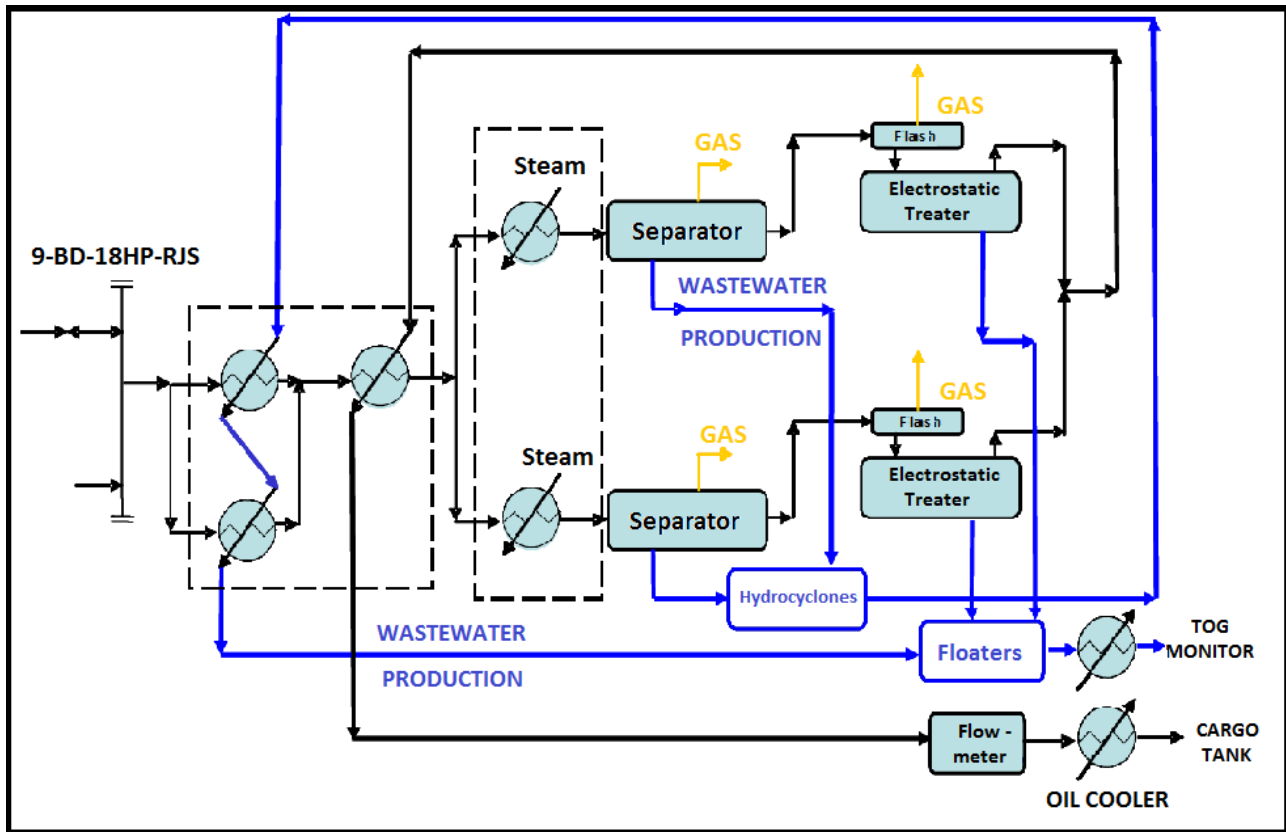 GAS
Flash
GAS
Steam
Electrostatic
Treater
Separator
9-BD-18HP-RJS
WASTEWATER
PRODUCTION
GAS
Flash
GAS
Steam
Electrostatic
Treater
Separator
Hydrocyclones
WASTEWATER
PRODUCTION
Floaters
TOG
MONITOR
Flow -
meter
CARGO
TANK
OIL COOLER